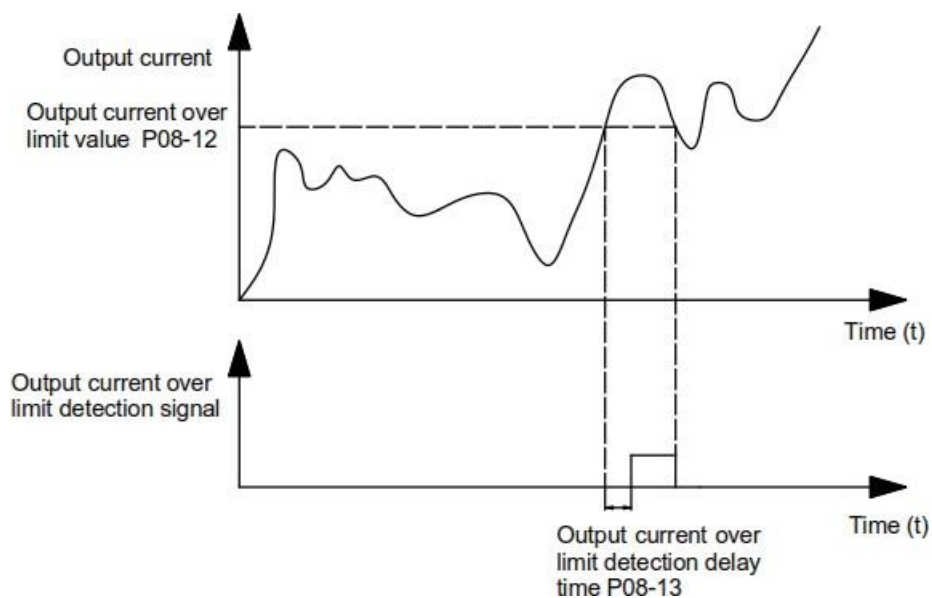 Output current
Output current over
limit value P08-12
Time (t)
Output current over
limit detection signal
Time (t)
Output current over
limit detection delay
time P08-13